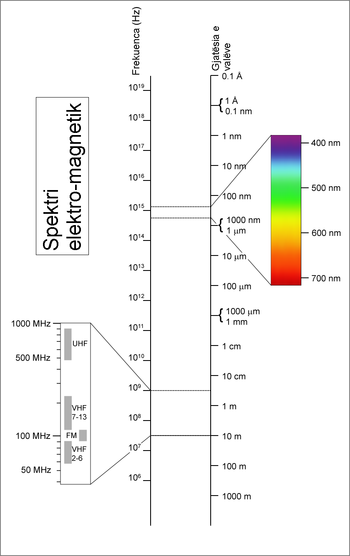 Spektri
elektro-magnetik
Frekuenca (Hz)
10¹⁹
10¹⁸
10¹⁷
10¹⁶
10¹⁵
10¹⁴
10¹³
10¹²
10¹¹
10¹⁰
10⁹
10⁸
10⁷
10⁶
Gjatësia e
valëve
0.1 Å
1 Å
0.1 nm
1 nm
10 nm
100 nm
1000 nm
1 µm
10 µm
100 µm
1000 µm
1 mm
1 cm
10 cm
1 m
10 m
100 m
1000 m
400 nm
500 nm
600 nm
700 nm
1000 MHz
500 MHz
100 MHz
50 MHz
UHF
VHF
7-13
FM
VHF
2-6